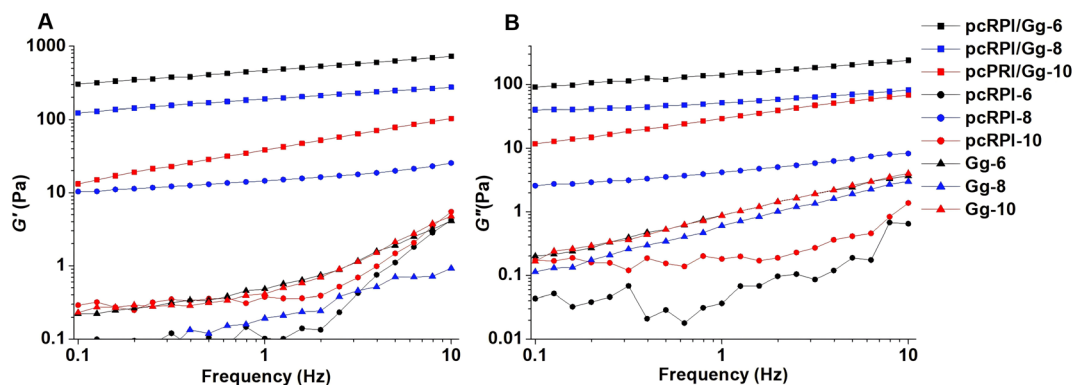 A
1000
100
10
1
0.1
G′ (Pa)
0.1
1
10
Frequency (Hz)
B
100
10
1
0.1
0.01
G″ (Pa)
0.1
1
10
Frequency (Hz)
pcRPI/Gg-6
pcRPI/Gg-8
pcPRI/Gg-10
pcRPI-6
pcRPI-8
pcRPI-10
Gg-6
Gg-8
Gg-10